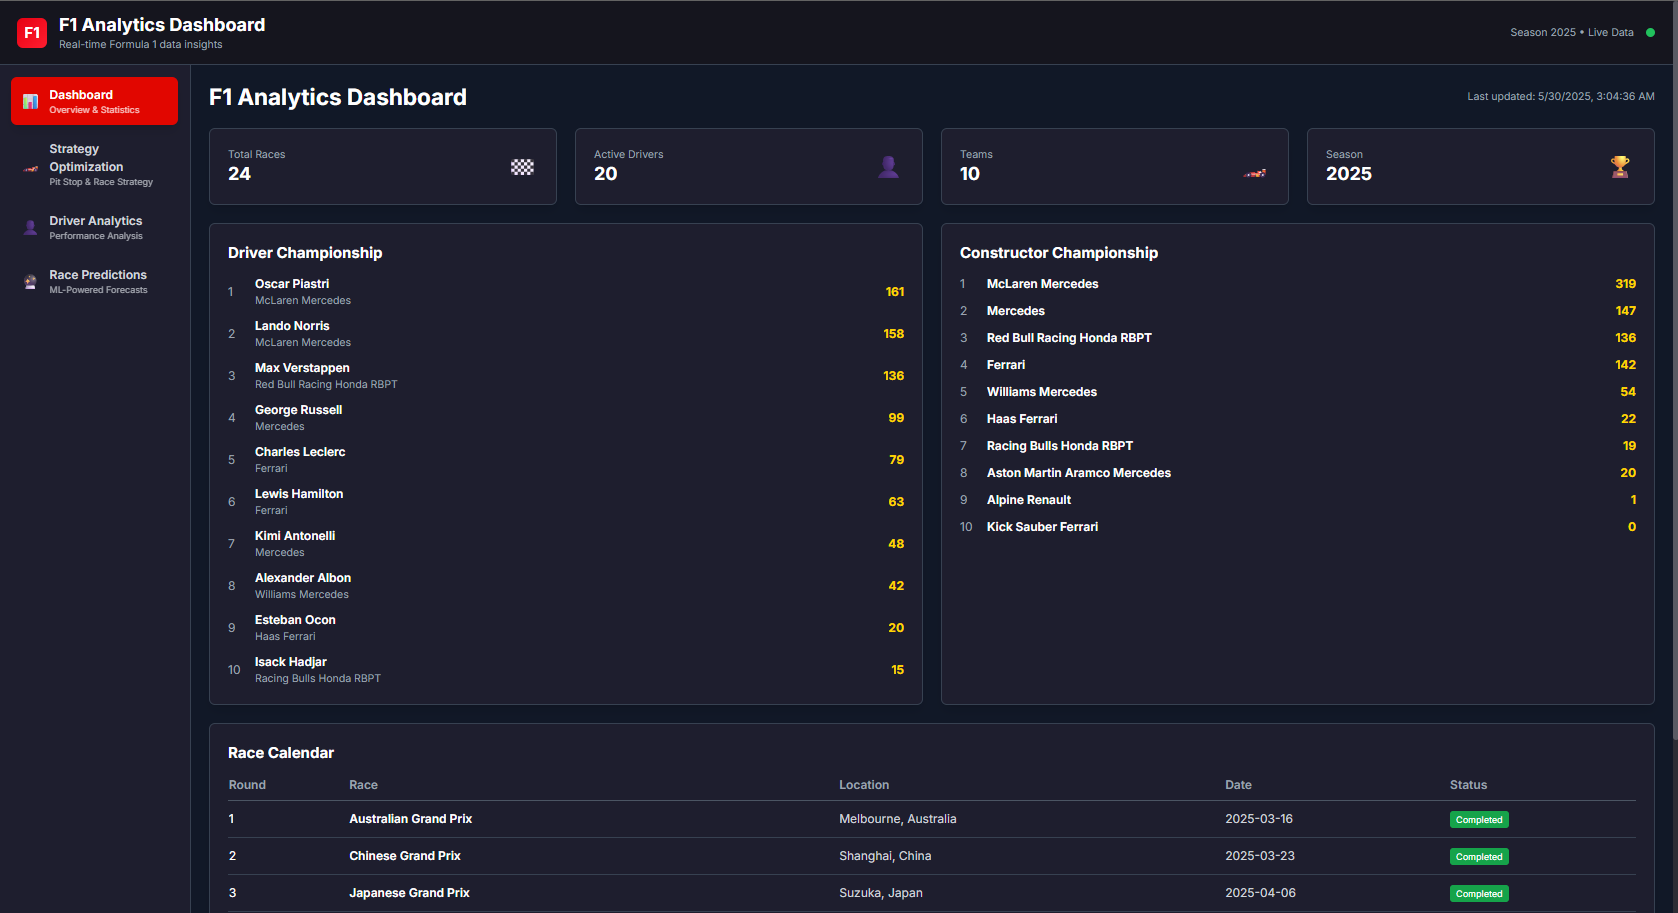 F1
F1 Analytics Dashboard
Real-time Formula 1 data insights
Season 2025 • Live Data
Dashboard
Overview & Statistics
Strategy
Optimization
Pit Stop & Race Strategy
Driver Analytics
Performance Analysis
Race Predictions
ML-Powered Forecasts
F1 Analytics Dashboard
Last updated: 5/30/2025, 3:04:36 AM
Total Races
24
Active Drivers
20
Teams
10
Season
2025
Driver Championship
1 Oscar Piastri 161
McLaren Mercedes
2 Lando Norris 158
McLaren Mercedes
3 Max Verstappen 136
Red Bull Racing Honda RBPT
4 George Russell 99
Mercedes
5 Charles Leclerc 79
Ferrari
6 Lewis Hamilton 63
Ferrari
7 Kimi Antonelli 48
Mercedes
8 Alexander Albon 42
Williams Mercedes
9 Esteban Ocon 20
Haas Ferrari
10 Isack Hadjar 15
Racing Bulls Honda RBPT
Constructor Championship
1 McLaren Mercedes 319
2 Mercedes 147
3 Red Bull Racing Honda RBPT 136
4 Ferrari 142
5 Williams Mercedes 54
6 Haas Ferrari 22
7 Racing Bulls Honda RBPT 19
8 Aston Martin Aramco Mercedes 20
9 Alpine Renault 1
10 Kick Sauber Ferrari 0
Race Calendar
Round Race Location Date Status
1 Australian Grand Prix Melbourne, Australia 2025-03-16 Completed
2 Chinese Grand Prix Shanghai, China 2025-03-23 Completed
3 Japanese Grand Prix Suzuka, Japan 2025-04-06 Completed